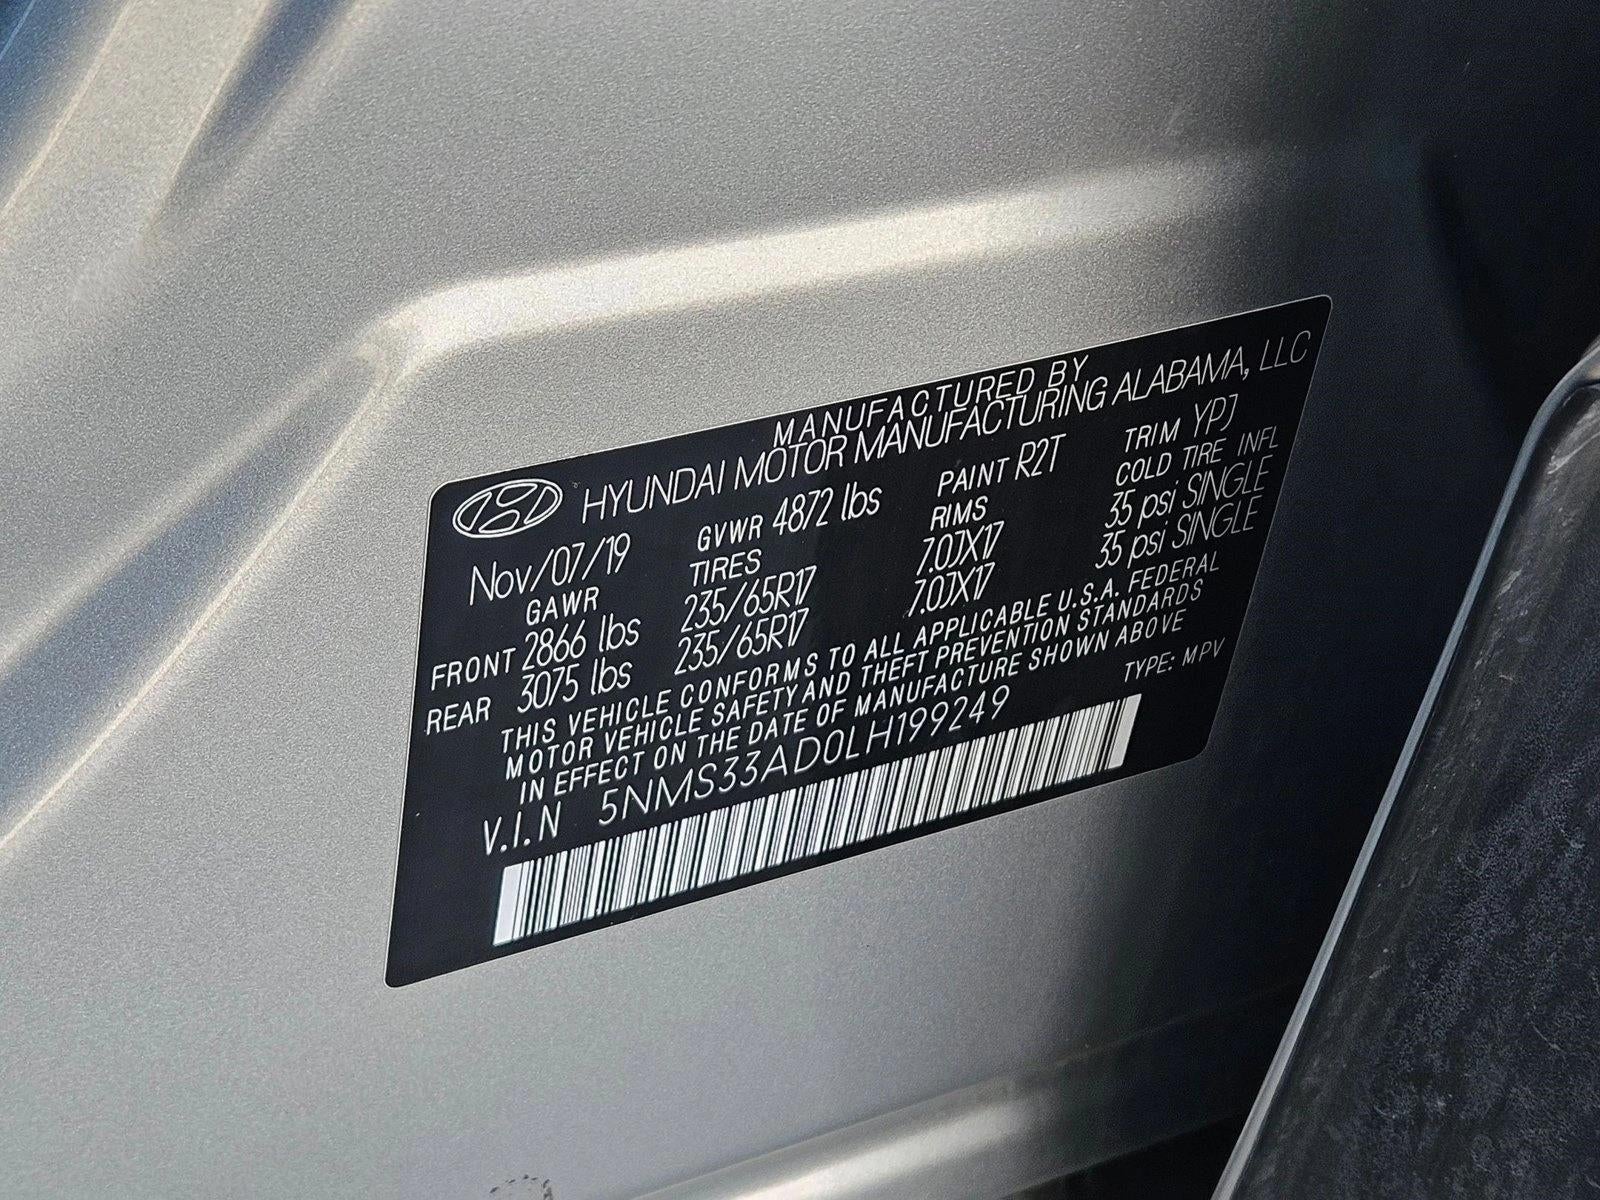 MANUFACTURED BY
HYUNDAI MOTOR MANUFACTURING ALABAMA, LLC
Nov/07/19 GVWR 4872 lbs PAINT R2T TRIM YPJ
GAWR TIRES RIMS COLD TIRE INFL
FRONT 2866 lbs 235/65R17 7.0JX17 35 psi SINGLE
REAR 3075 lbs 235/65R17 7.0JX17 35 psi SINGLE
THIS VEHICLE CONFORMS TO ALL APPLICABLE U.S.A. FEDERAL
MOTOR VEHICLE SAFETY AND THEFT PREVENTION STANDARDS
IN EFFECT ON THE DATE OF MANUFACTURE SHOWN ABOVE
V.I.N 5NMS33AD0LH199249 TYPE: MPV